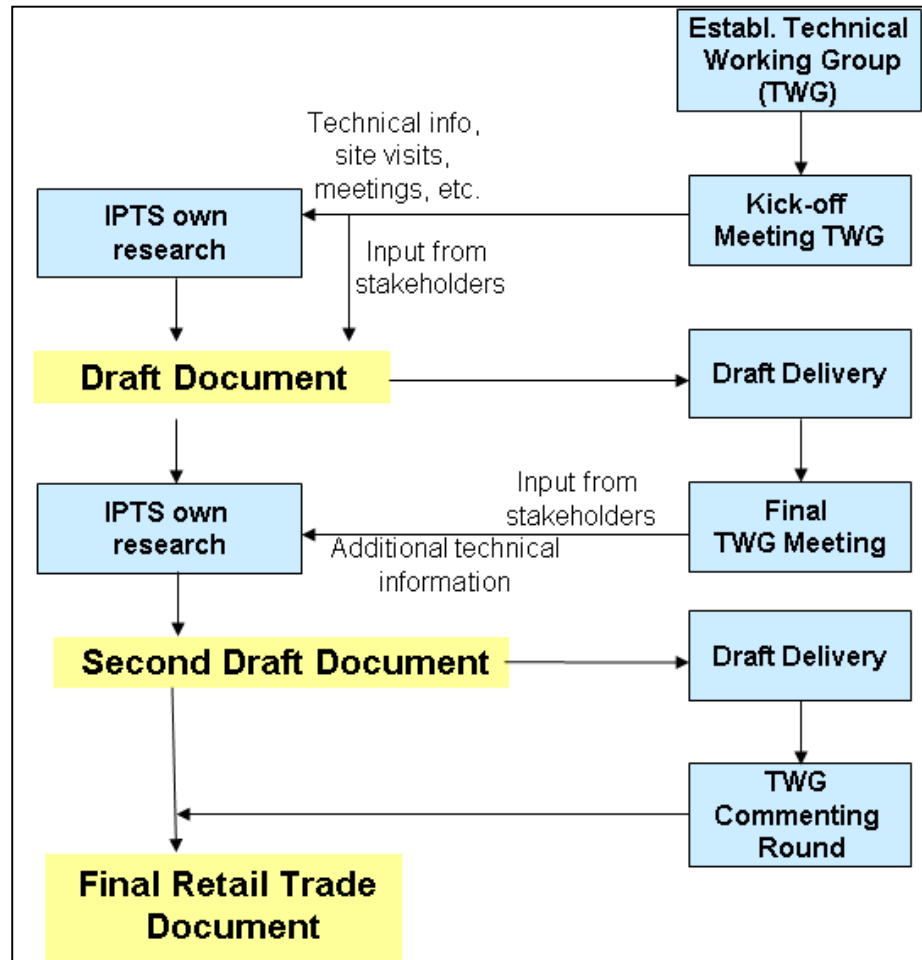 Establ. Technical
Working Group
(TWG)
Technical info,
site visits,
meetings, etc.
IPTS own
research
Kick-off
Meeting TWG
Input from
stakeholders
Draft Document
Draft Delivery
IPTS own
research
Input from
stakeholders
Final
TWG Meeting
Additional technical
information
Second Draft Document
Draft Delivery
TWG
Commenting
Round
Final Retail Trade
Document